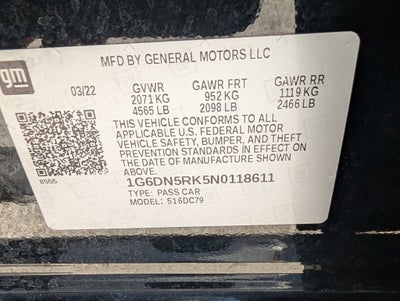 MFD BY GENERAL MOTORS LLC
gm
03/22 GVWR GAWR FRT GAWR RR
2071 KG 952 KG 1119 KG
4565 LB 2098 LB 2466 LB
THIS VEHICLE CONFORMS TO ALL APPLICABLE
U.S. FEDERAL MOTOR
VEHICLE SAFETY, BUMPER, AND THEFT
PREVENTION STANDARDS IN EFFECT ON
THE DATE OF MANUFACTURE SHOWN
ABOVE.
0555 1G6DN5RK5N0118611
TYPE: PASS CAR
MODEL: 516DC79